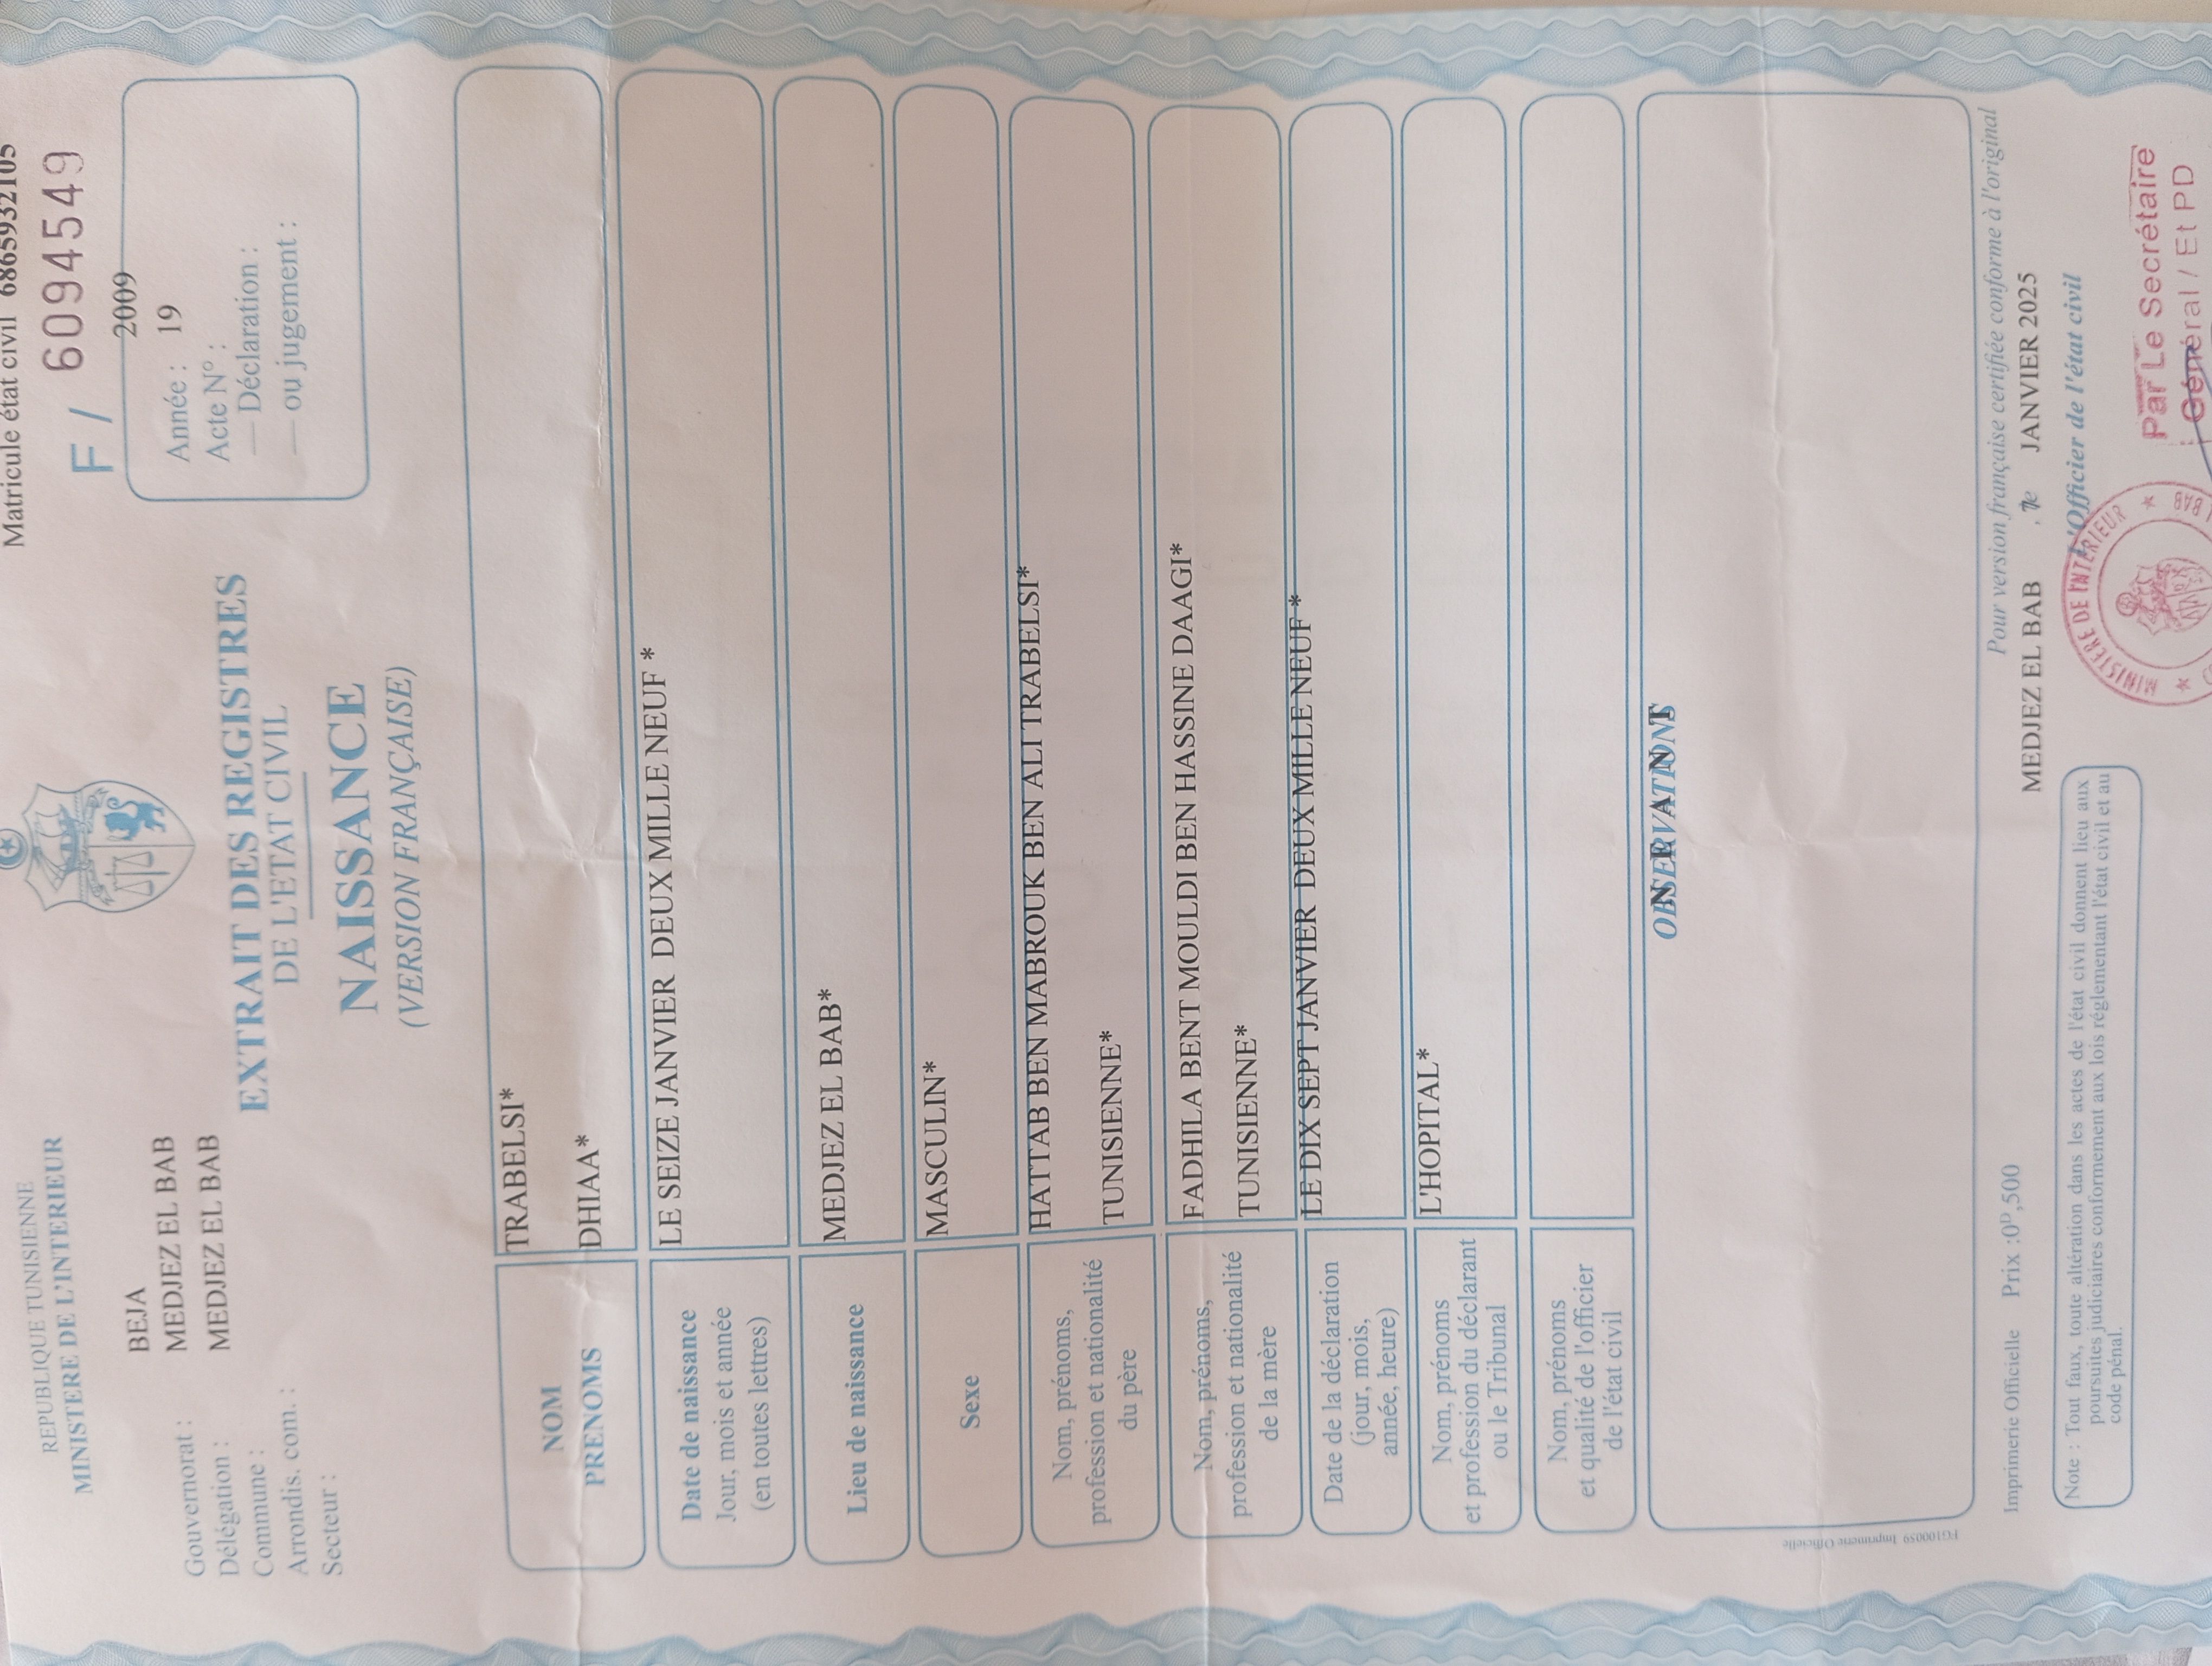 Matricule état civil 6865932105
F / 6094549
REPUBLIQUE TUNISIENNE
MINISTERE DE L'INTERIEUR
BEJA
MEDJEZ EL BAB
MEDJEZ EL BAB
Gouvernorat :
Délégation :
Commune :
Arrondis. com. :
Secteur :
2009
Année : 19
Acte N° :
— Déclaration :
— ou jugement :
EXTRAIT DES REGISTRES
DE L'ETAT CIVIL
NAISSANCE
(VERSION FRANÇAISE)
NOM
PRENOMS
TRABELSI*
DHIAA*
Date de naissance
Jour, mois et année
(en toutes lettres)
LE SEIZE JANVIER DEUX MILLE NEUF *
Lieu de naissance
MEDJEZ EL BAB*
Sexe
MASCULIN*
Nom, prénoms,
profession et nationalité
du père
HATTAB BEN MABROUK BEN ALI TRABELSI*
TUNISIENNE*
Nom, prénoms,
profession et nationalité
de la mère
FADHILA BENT MOULDI BEN HASSINE DAAGI*
TUNISIENNE*
Date de la déclaration
(jour, mois,
année, heure)
LE DIX SEPT JANVIER DEUX MILLE NEUF *
Nom, prénoms
et profession du déclarant
ou le Tribunal
L'HOPITAL*
Nom, prénoms
et qualité de l'officier
de l'état civil
OBSERVATIONS
N E A N T
FG100059 Imprimerie Officielle
Pour version française certifiée conforme à l'original
Imprimerie Officielle Prix :0D,500
MEDJEZ EL BAB , le JANVIER 2025
L'Officier de l'état civil
Note : Tout faux, toute altération dans les actes de l'état civil donnent lieu aux
poursuites judiciaires conformement aux lois réglementant l'état civil et au
code pénal.
MINISTERE DE L'INTERIEUR
BAB
Par Le Secrétaire
Général / Et PD